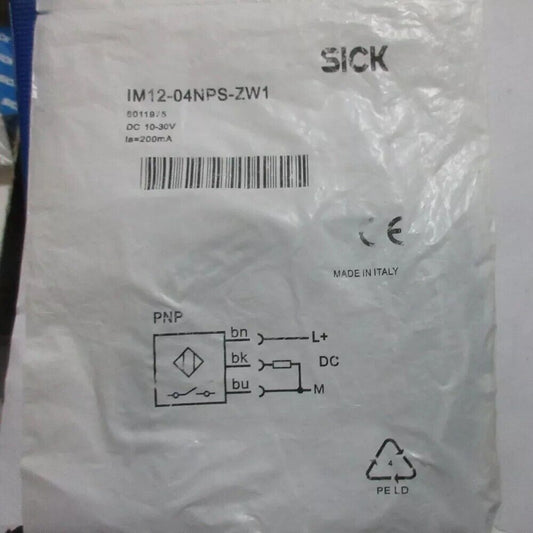 SICK
IM12-04NPS-ZW1
DC 10-30V
Ia=200mA
CE
MADE IN ITALY
PNP
bn
L+
bk
DC
bu
M
4
PE LD